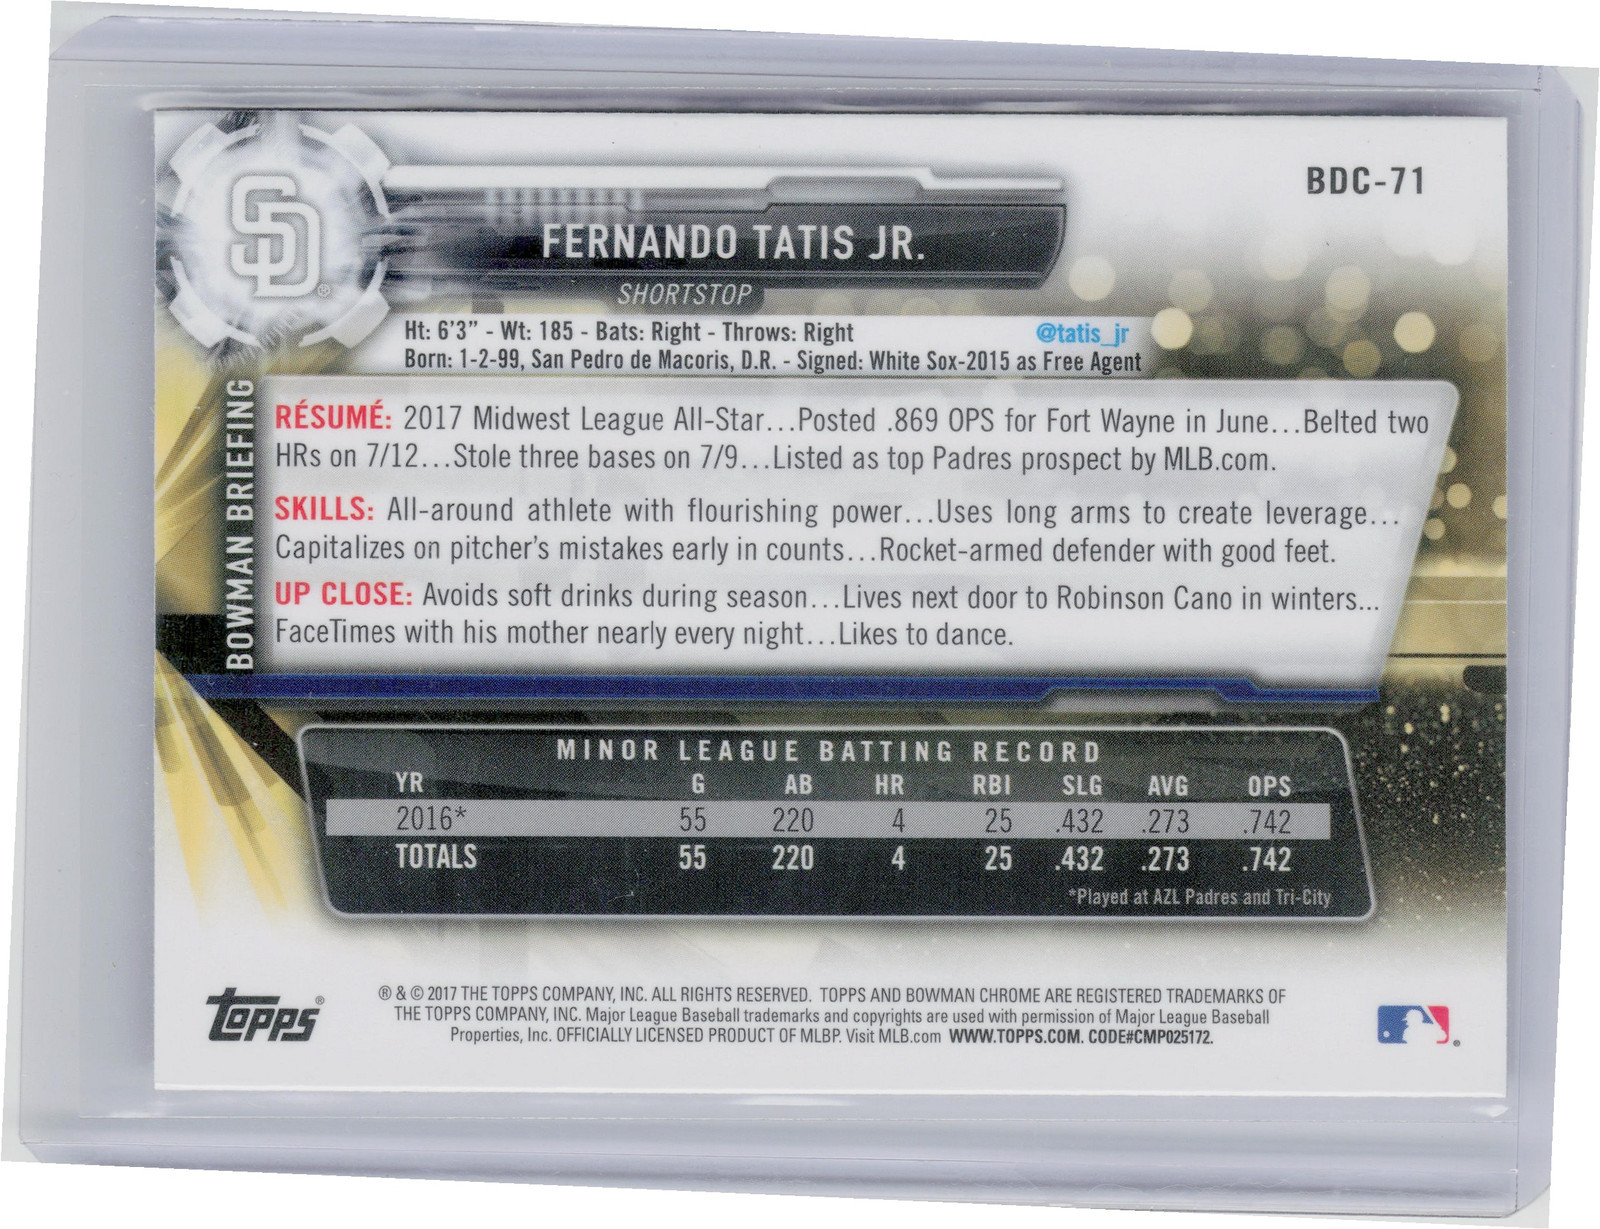 BDC-71
SD
FERNANDO TATIS JR.
SHORTSTOP
Ht: 6'3" - Wt: 185 - Bats: Right - Throws: Right @tatis_jr
Born: 1-2-99, San Pedro de Macoris, D.R. - Signed: White Sox-2015 as Free Agent
BOWMAN BRIEFING
RÉSUMÉ: 2017 Midwest League All-Star...Posted .869 OPS for Fort Wayne in June...Belted two
HRs on 7/12...Stole three bases on 7/9...Listed as top Padres prospect by MLB.com.
SKILLS: All-around athlete with flourishing power...Uses long arms to create leverage...
Capitalizes on pitcher's mistakes early in counts...Rocket-armed defender with good feet.
UP CLOSE: Avoids soft drinks during season...Lives next door to Robinson Cano in winters...
FaceTimes with his mother nearly every night...Likes to dance.
MINOR LEAGUE BATTING RECORD
YR G AB HR RBI SLG AVG OPS
2016* 55 220 4 25 .432 .273 .742
TOTALS 55 220 4 25 .432 .273 .742
*Played at AZL Padres and Tri-City
Topps®
® & © 2017 THE TOPPS COMPANY, INC. ALL RIGHTS RESERVED. TOPPS AND BOWMAN CHROME ARE REGISTERED TRADEMARKS OF
THE TOPPS COMPANY, INC. Major League Baseball trademarks and copyrights are used with permission of Major League Baseball
Properties, Inc. OFFICIALLY LICENSED PRODUCT OF MLBP. Visit MLB.com WWW.TOPPS.COM. CODE#CMP025172.